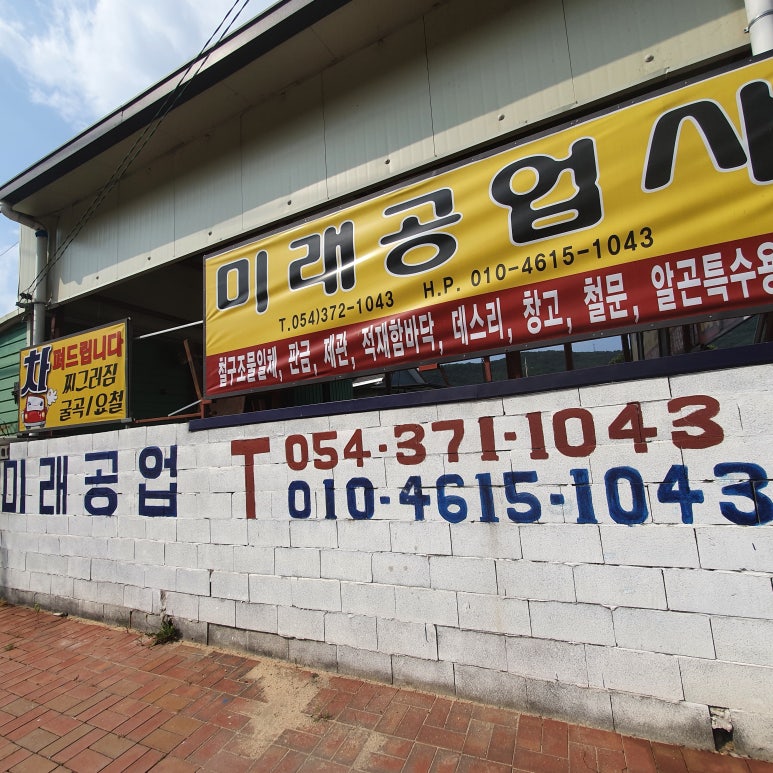 미래공업사
T.054)372-1043 H.P. 010-4615-1043
철구조물일체, 판금, 제관, 적재함바닥, 데스리, 창고, 철문, 알곤특수용
차 펴드립니다
찌그러짐
굴곡/요철
미래공업 T 054-371-1043
010-4615-1043